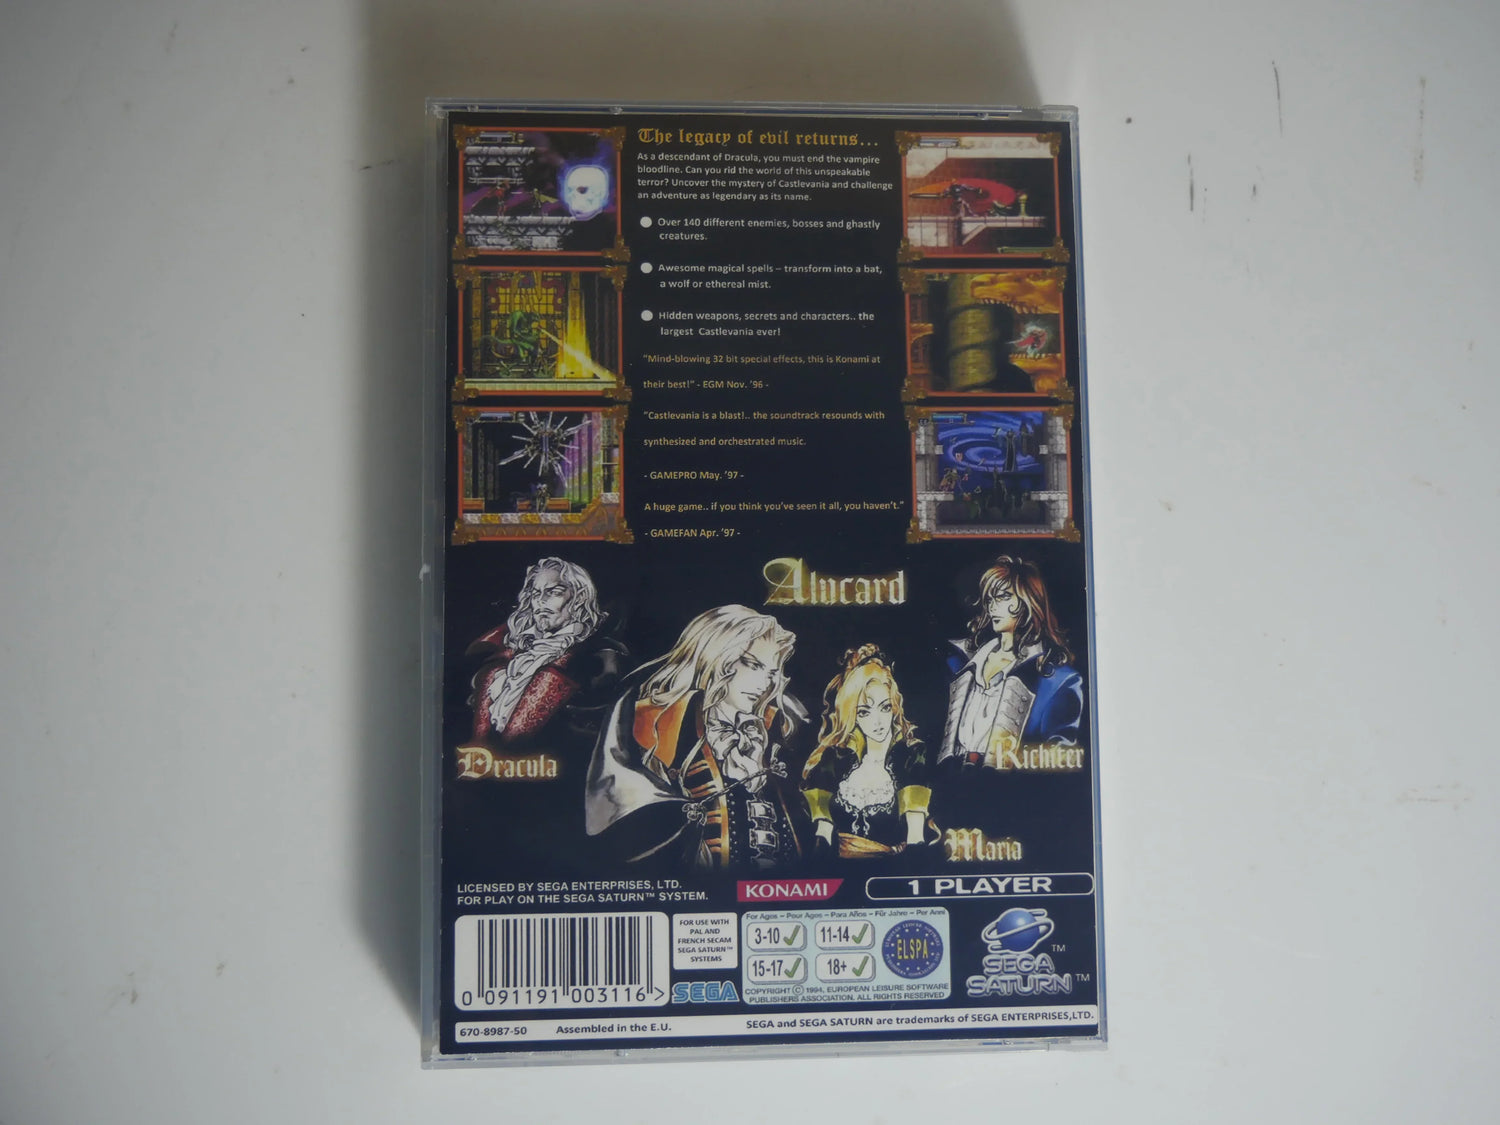 The legacy of evil returns...
As a descendant of Dracula, you must end the vampire
bloodline. Can you rid the world of this unspeakable
terror? Uncover the mystery of Castlevania and challenge
an adventure as legendary as its name.
Over 140 different enemies, bosses and ghastly
creatures.
Awesome magical spells – transform into a bat,
a wolf or ethereal mist.
Hidden weapons, secrets and characters.. the
largest Castlevania ever!
"Mind-blowing 32 bit special effects, this is Konami at
their best!" - EGM Nov. '96 -
"Castlevania is a blast!.. the soundtrack resounds with
synthesized and orchestrated music.
- GAMEPRO May. '97 -
A huge game.. if you think you've seen it all, you haven't."
- GAMEFAN Apr. '97 -
Alucard
Dracula
Richiter
Maria
LICENSED BY SEGA ENTERPRISES, LTD.
FOR PLAY ON THE SEGA SATURN™ SYSTEM.
KONAMI
1 PLAYER
0 091191 003116 >
FOR USE WITH
PAL AND
FRENCH SECAM
SEGA SATURN™
SYSTEMS
SEGA
For Ages – Pour Ages – Para Años – Für Jahre – Per Anni
3-10 11-14
15-17 18+
ELSPA
COPYRIGHT © 1994, EUROPEAN LEISURE SOFTWARE
PUBLISHERS ASSOCIATION. ALL RIGHTS RESERVED
SEGA ™
SATURN™
670-8987-50 Assembled in the E.U. SEGA and SEGA SATURN are trademarks of SEGA ENTERPRISES,LTD.